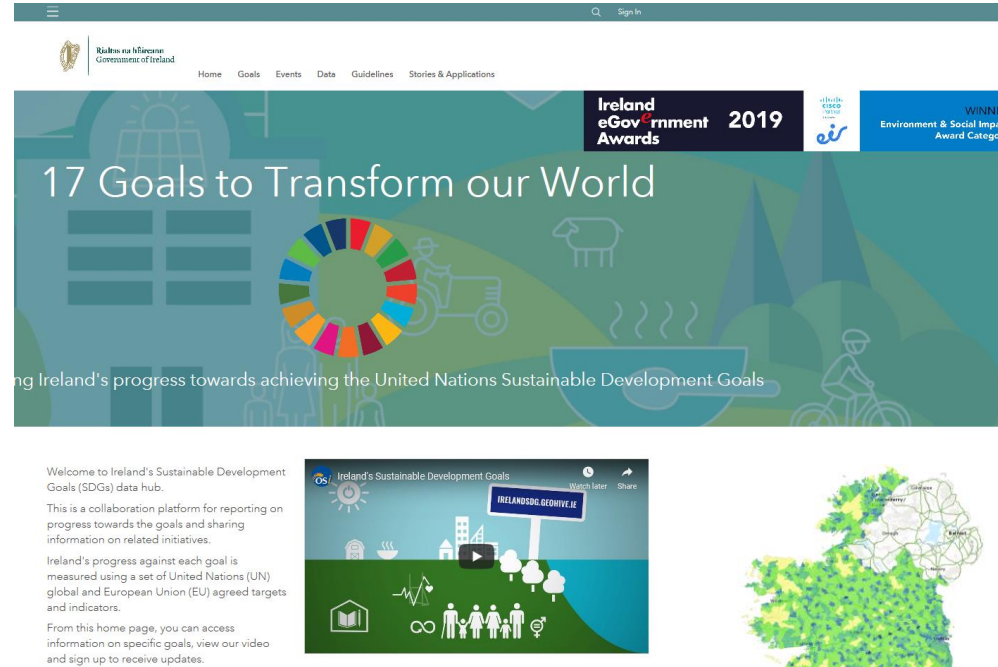 Sign In
Rialtas na hÉireann
Government of Ireland
Home Goals Events Data Guidelines Stories & Applications
Ireland
eGovernment
Awards
2019
cisco
eir
WINN
Environment & Social Impa
Award Catego
17 Goals to Transform our World
ng Ireland's progress towards achieving the United Nations Sustainable Development Goals
Welcome to Ireland's Sustainable Development
Goals (SDGs) data hub.
This is a collaboration platform for reporting on
progress towards the goals and sharing
information on related initiatives.
Ireland's progress against each goal is
measured using a set of United Nations (UN)
global and European Union (EU) agreed targets
and indicators.
From this home page, you can access
information on specific goals, view our video
and sign up to receive updates.
OSi
Ireland's Sustainable Development Goals
Watch later
Share
IRELANDSDG.GEOHIVE.IE
Omagh
Belfast